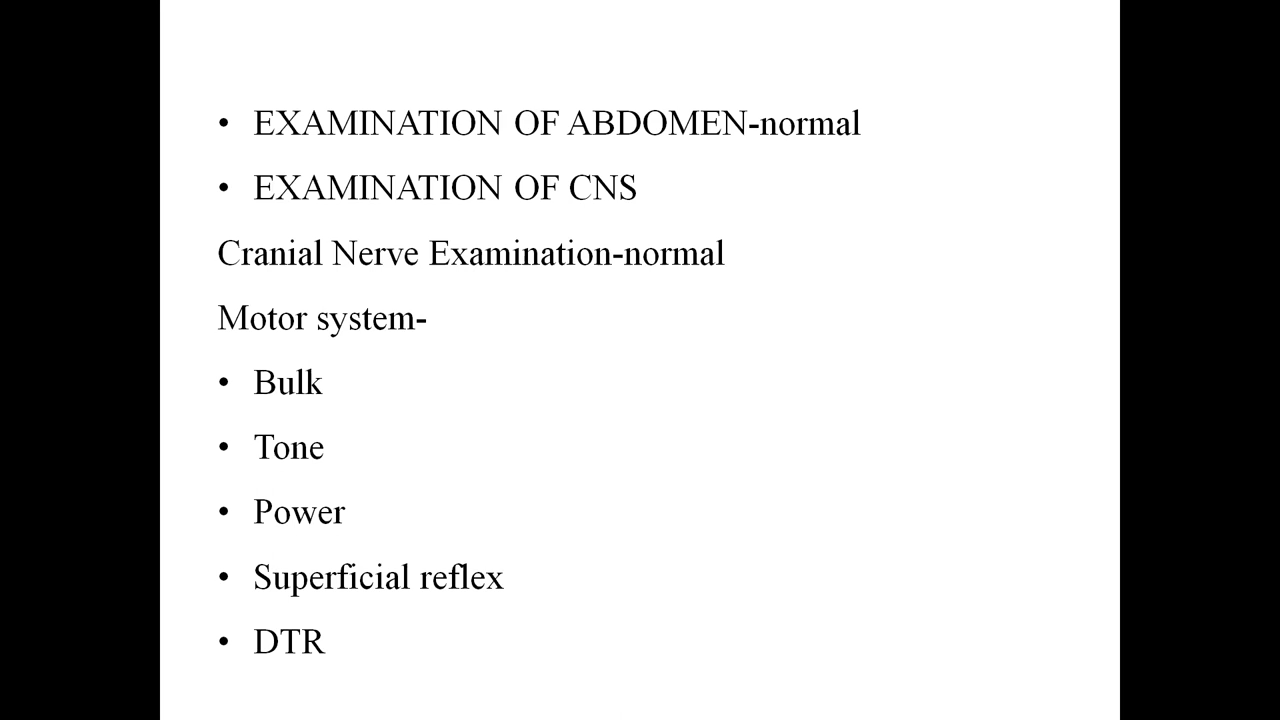 • EXAMINATION OF ABDOMEN-normal
• EXAMINATION OF CNS
Cranial Nerve Examination-normal
Motor system-
• Bulk
• Tone
• Power
• Superficial reflex
• DTR